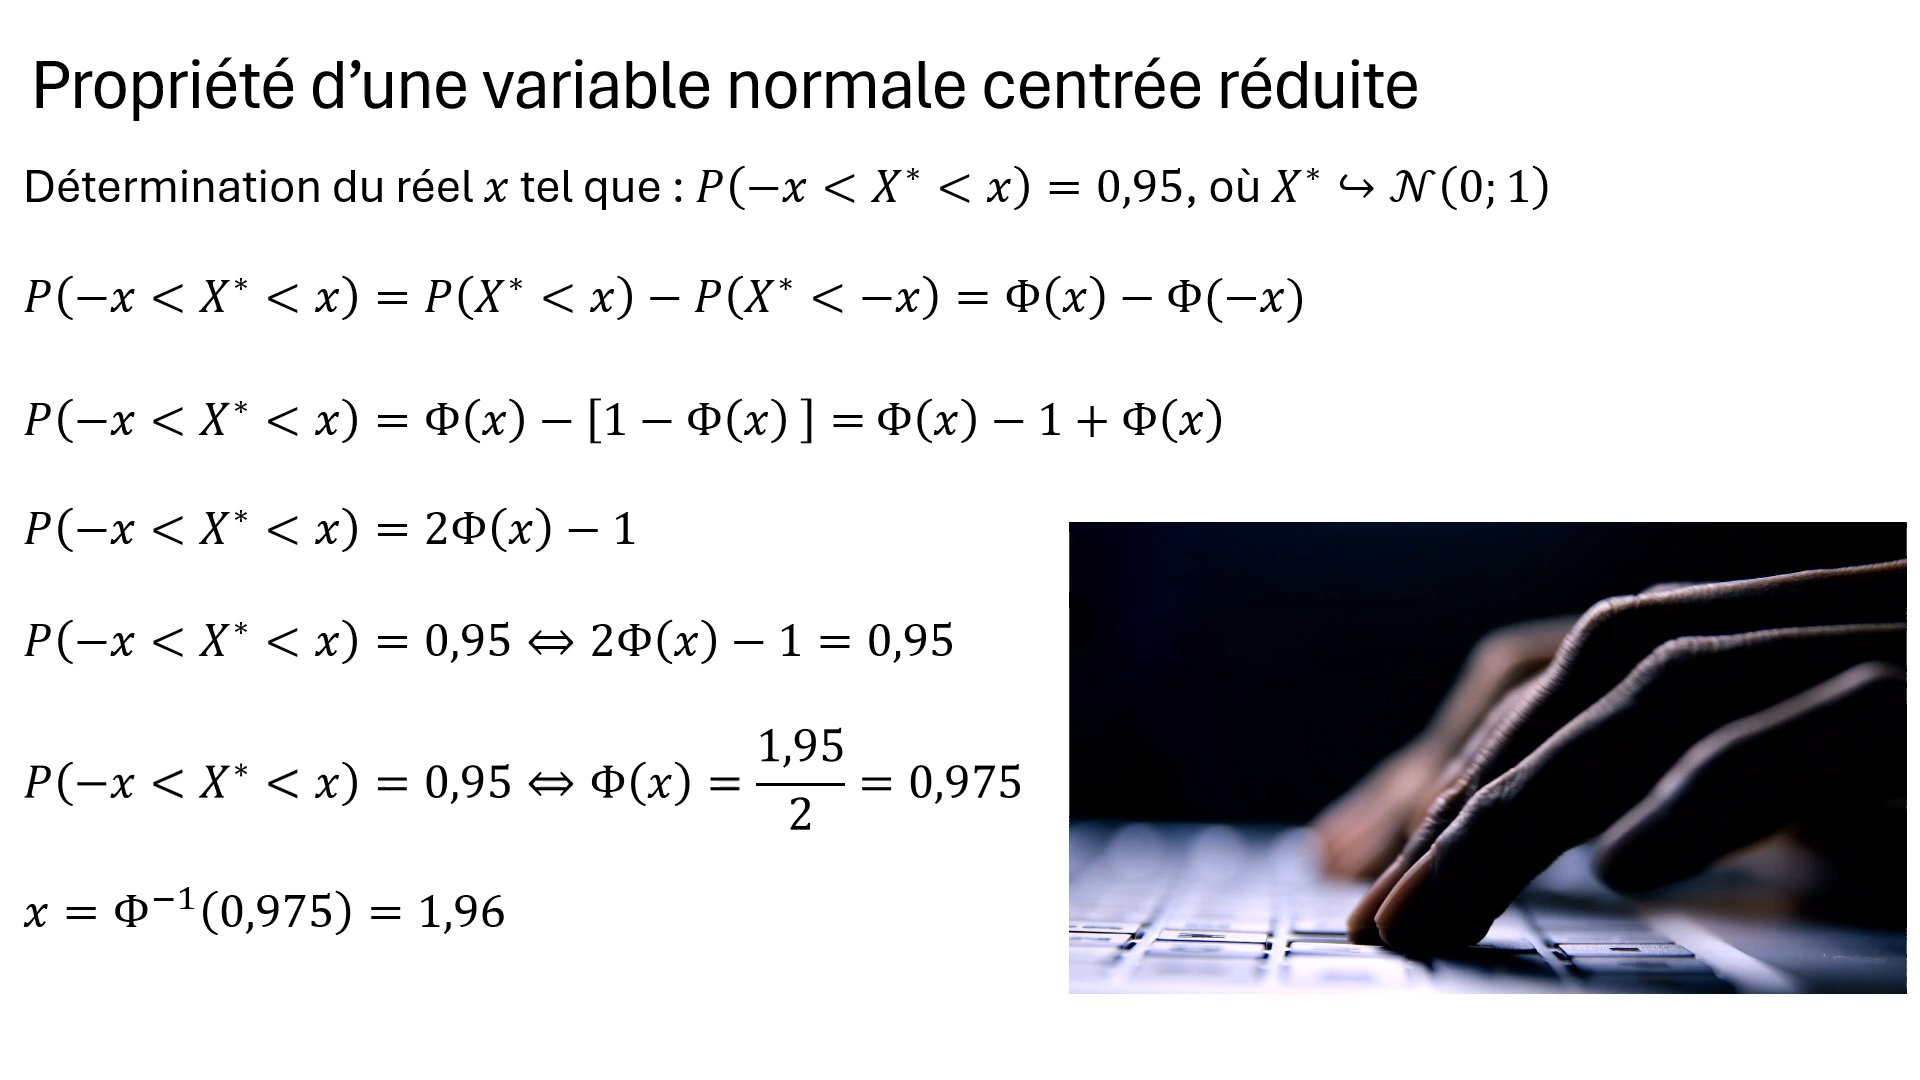 Propriété d’une variable normale centrée réduite
Détermination du réel x tel que : P(−x < X* < x) = 0,95, où X* ↪ 𝒩(0; 1)
P(−x < X* < x) = P(X* < x) − P(X* < −x) = Φ(x) − Φ(−x)
P(−x < X* < x) = Φ(x) − [1 − Φ(x) ] = Φ(x) − 1 + Φ(x)
P(−x < X* < x) = 2Φ(x) − 1
P(−x < X* < x) = 0,95 ⇔ 2Φ(x) − 1 = 0,95
P(−x < X* < x) = 0,95 ⇔ Φ(x) = 1,95/2 = 0,975
x = Φ⁻¹(0,975) = 1,96